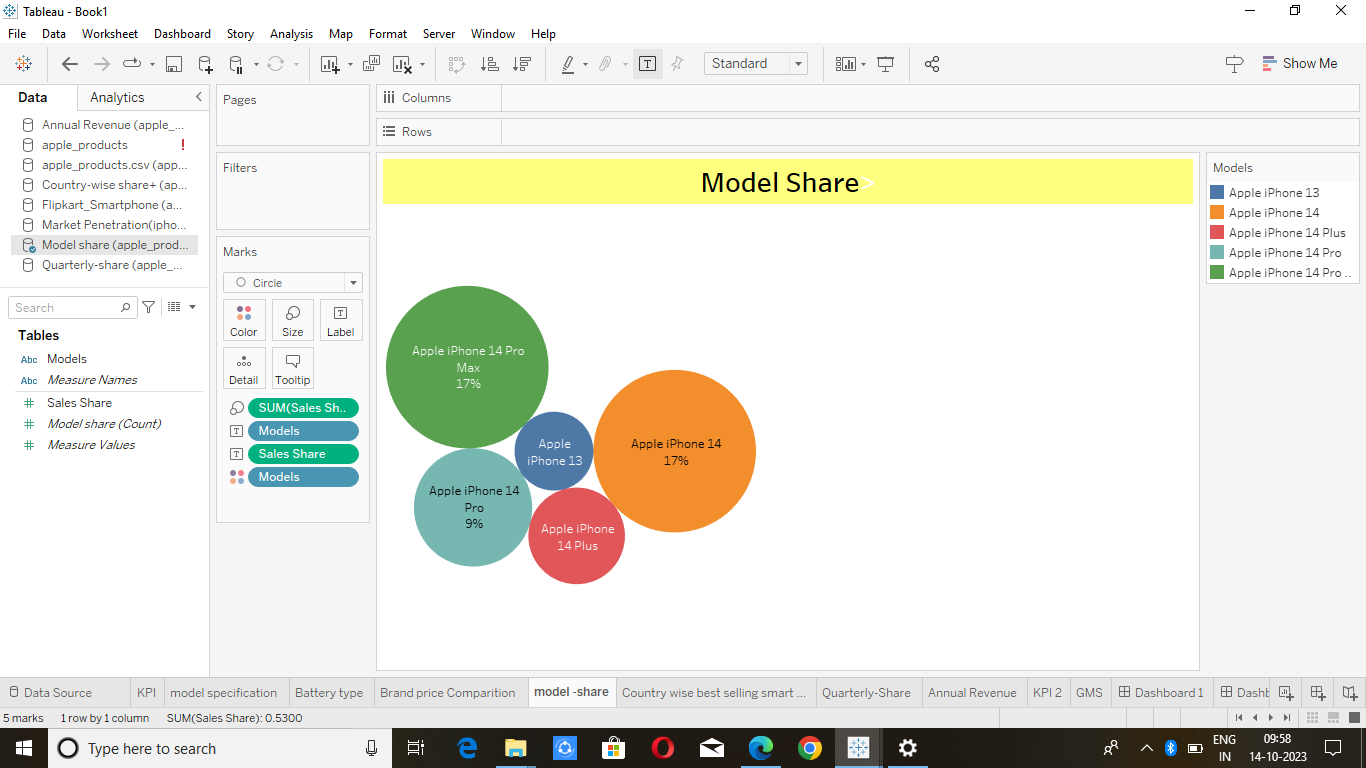 Tableau - Book1
File Data Worksheet Dashboard Story Analysis Map Format Server Window Help
Standard
Show Me
Data Analytics
Annual Revenue (apple_...
apple_products
apple_products.csv (app...
Country-wise share+ (ap...
Flipkart_Smartphone (a...
Market Penetration(ipho...
Model share (apple_prod...
Quarterly-share (apple_...
Search
Tables
Abc Models
Abc Measure Names
Sales Share
Model share (Count)
Measure Values
Pages
Filters
Marks
Circle
Color Size Label
Detail Tooltip
SUM(Sales Sh..
Models
Sales Share
Models
Columns
Rows
Model Share>
Apple iPhone 14 Pro
Max
17%
Apple
iPhone 13
Apple iPhone 14
17%
Apple iPhone 14
Pro
9%
Apple iPhone
14 Plus
Models
Apple iPhone 13
Apple iPhone 14
Apple iPhone 14 Plus
Apple iPhone 14 Pro
Apple iPhone 14 Pro ..
Data Source KPI model specification Battery type Brand price Comparition model -share Country wise best selling smart ... Quarterly-Share Annual Revenue KPI 2 GMS Dashboard 1 Dashb
5 marks 1 row by 1 column SUM(Sales Share): 0.5300
Type here to search
ENG
IN
09:58
14-10-2023